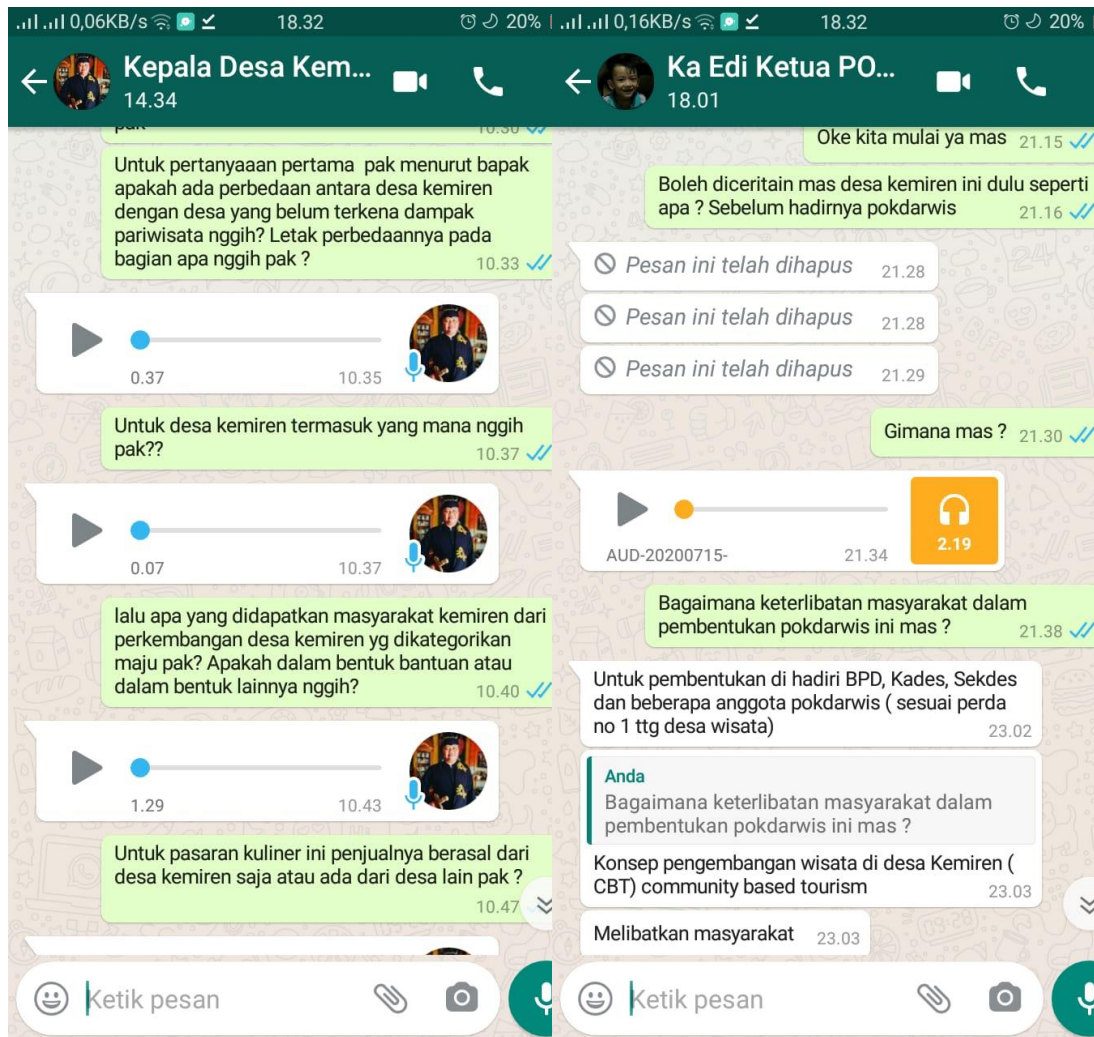 0,06KB/s 18.32 20%
Kepala Desa Kem...
14.34
10.30
Untuk pertanyaaan pertama pak menurut bapak
apakah ada perbedaan antara desa kemiren
dengan desa yang belum terkena dampak
pariwisata nggih? Letak perbedaannya pada
bagian apa nggih pak ?
10.33
0.37 10.35
Untuk desa kemiren termasuk yang mana nggih
pak??
10.37
0.07 10.37
lalu apa yang didapatkan masyarakat kemiren dari
perkembangan desa kemiren yg dikategorikan
maju pak? Apakah dalam bentuk bantuan atau
dalam bentuk lainnya nggih?
10.40
1.29 10.43
Untuk pasaran kuliner ini penjualnya berasal dari
desa kemiren saja atau ada dari desa lain pak ?
10.47
Ketik pesan
0,16KB/s 18.32 20%
Ka Edi Ketua PO...
18.01
Oke kita mulai ya mas 21.15
Boleh diceritain mas desa kemiren ini dulu seperti
apa ? Sebelum hadirnya pokdarwis 21.16
Pesan ini telah dihapus 21.28
Pesan ini telah dihapus 21.28
Pesan ini telah dihapus 21.29
Gimana mas ? 21.30
2.19
AUD-20200715- 21.34
Bagaimana keterlibatan masyarakat dalam
pembentukan pokdarwis ini mas ? 21.38
Untuk pembentukan di hadiri BPD, Kades, Sekdes
dan beberapa anggota pokdarwis ( sesuai perda
no 1 ttg desa wisata) 23.02
Anda
Bagaimana keterlibatan masyarakat dalam
pembentukan pokdarwis ini mas ?
Konsep pengembangan wisata di desa Kemiren (
CBT) community based tourism 23.03
Melibatkan masyarakat 23.03
Ketik pesan